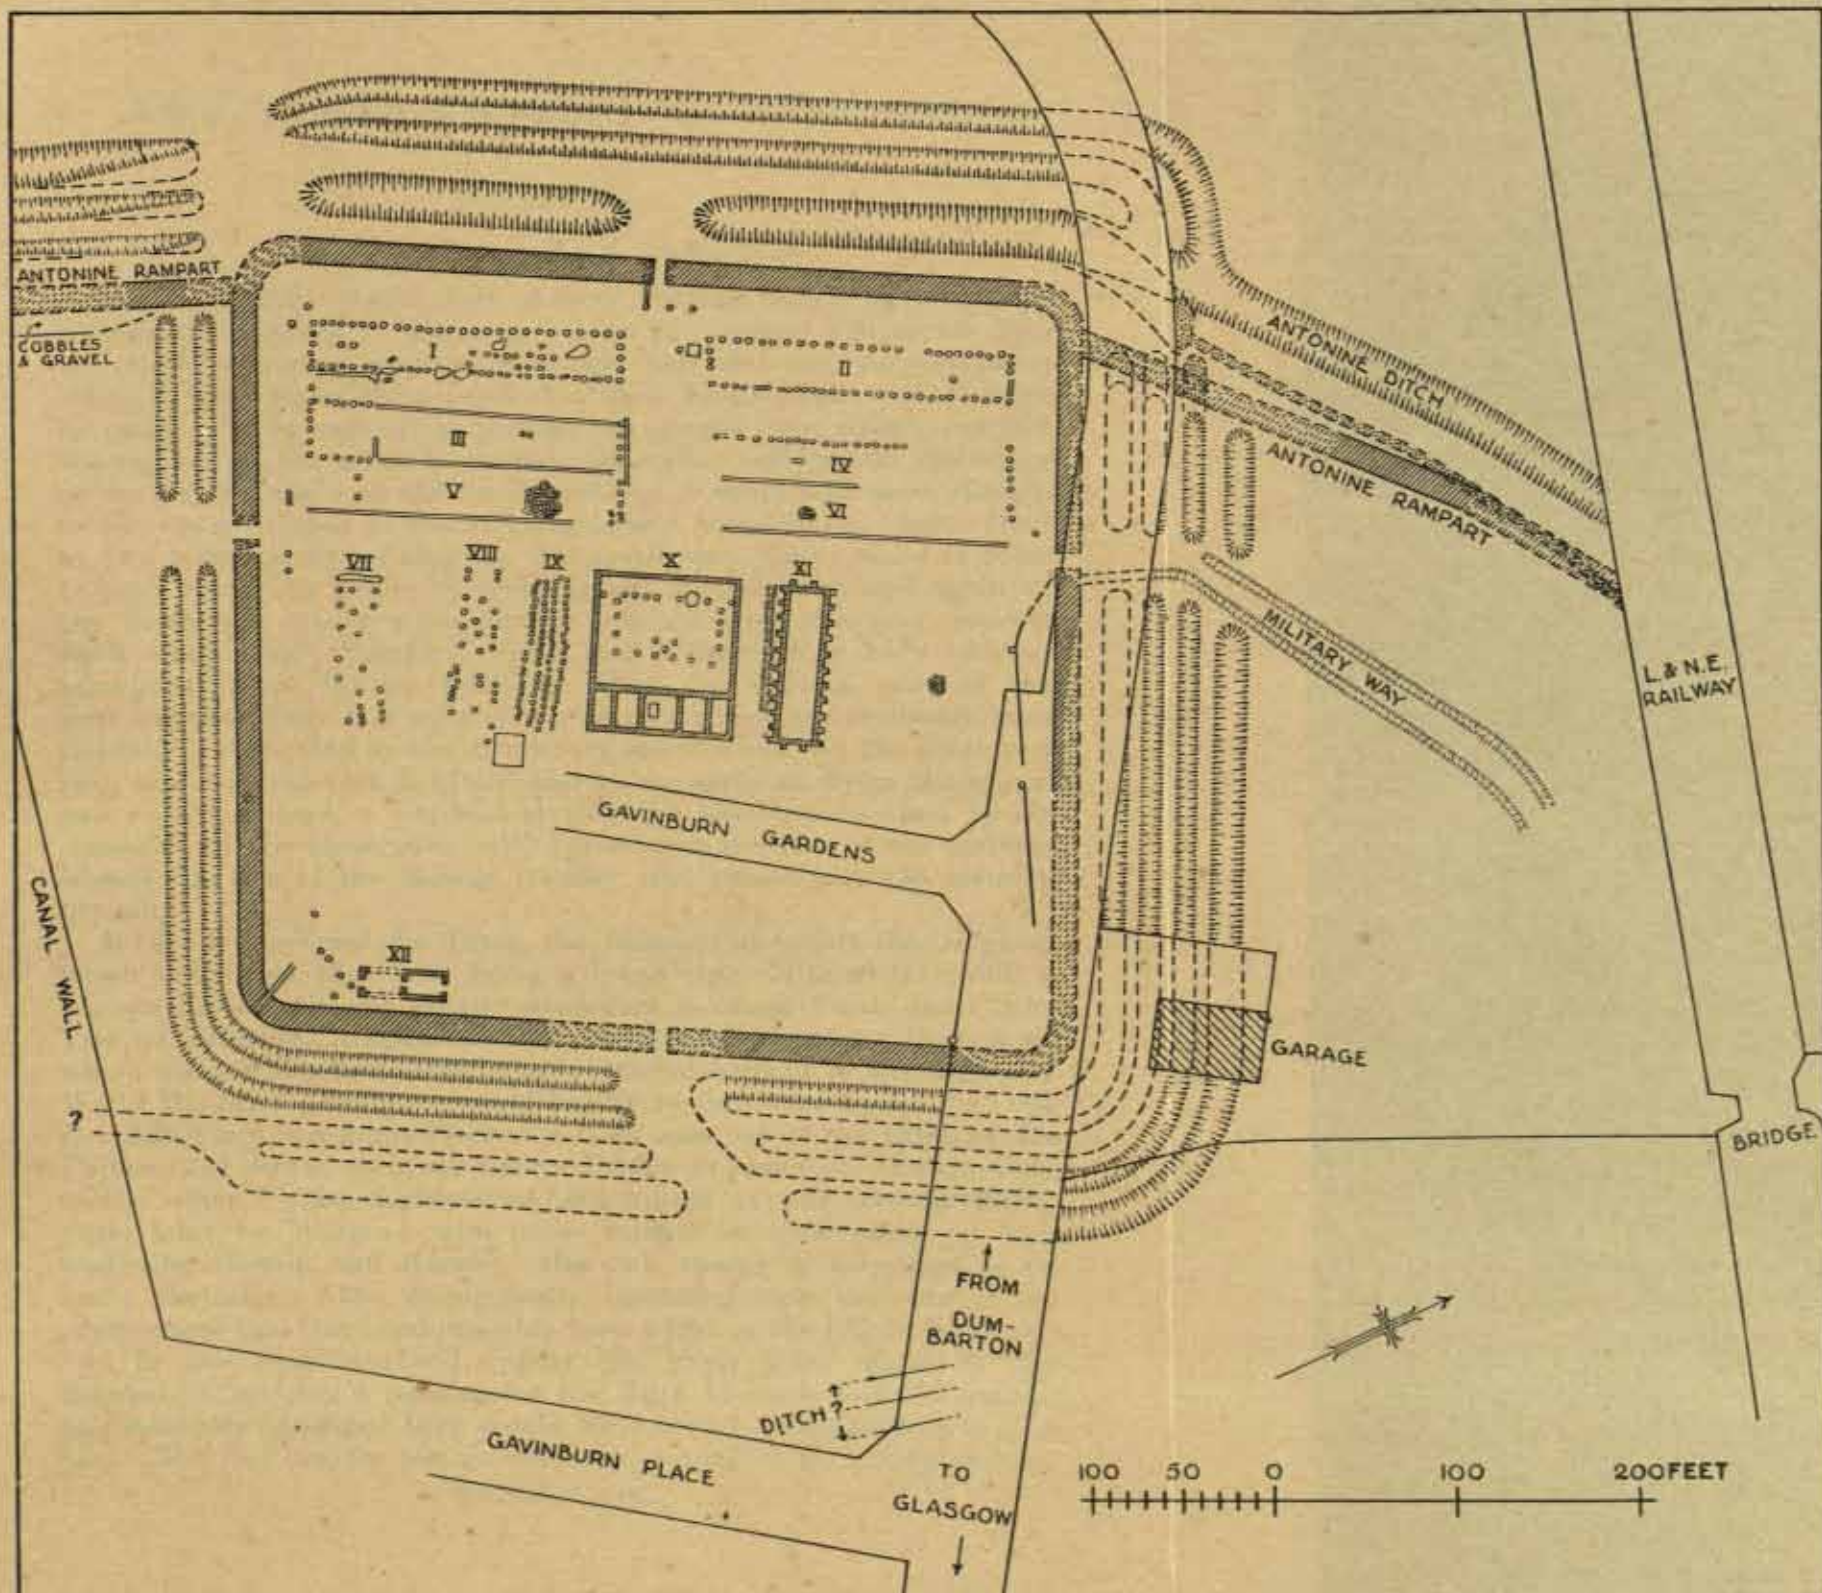 ANTONINE RAMPART
COBBLES
& GRAVEL
I
II
III
IV
V
VI
VII
VIII
IX
X
XI
XII
ANTONINE DITCH
ANTONINE RAMPART
MILITARY WAY
L. & N.E.
RAILWAY
GAVINBURN GARDENS
CANAL WALL
GARAGE
?
BRIDGE
FROM
DUM-
BARTON
DITCH?
GAVINBURN PLACE
TO
GLASGOW
100 50 0 100 200 FEET